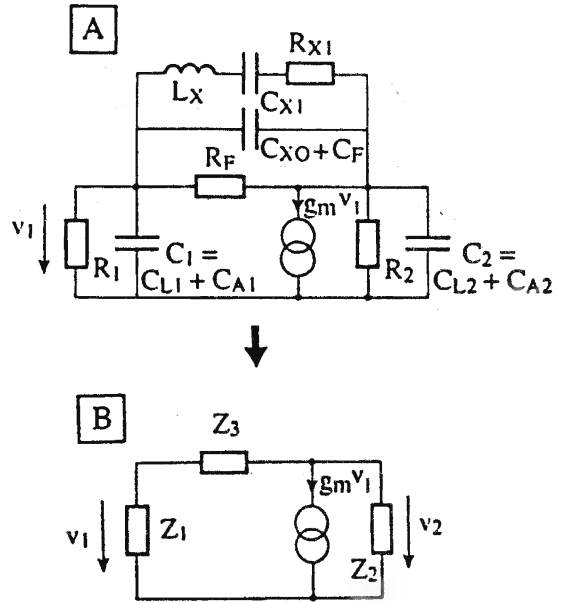 A
RX1
LX
CX1
CXO+CF
RF
gmv1
v1
R1
C1 =
CL1 + CA1
R2
C2 =
CL2 + CA2
B
Z3
gmv1
v1
Z1
Z2
v2